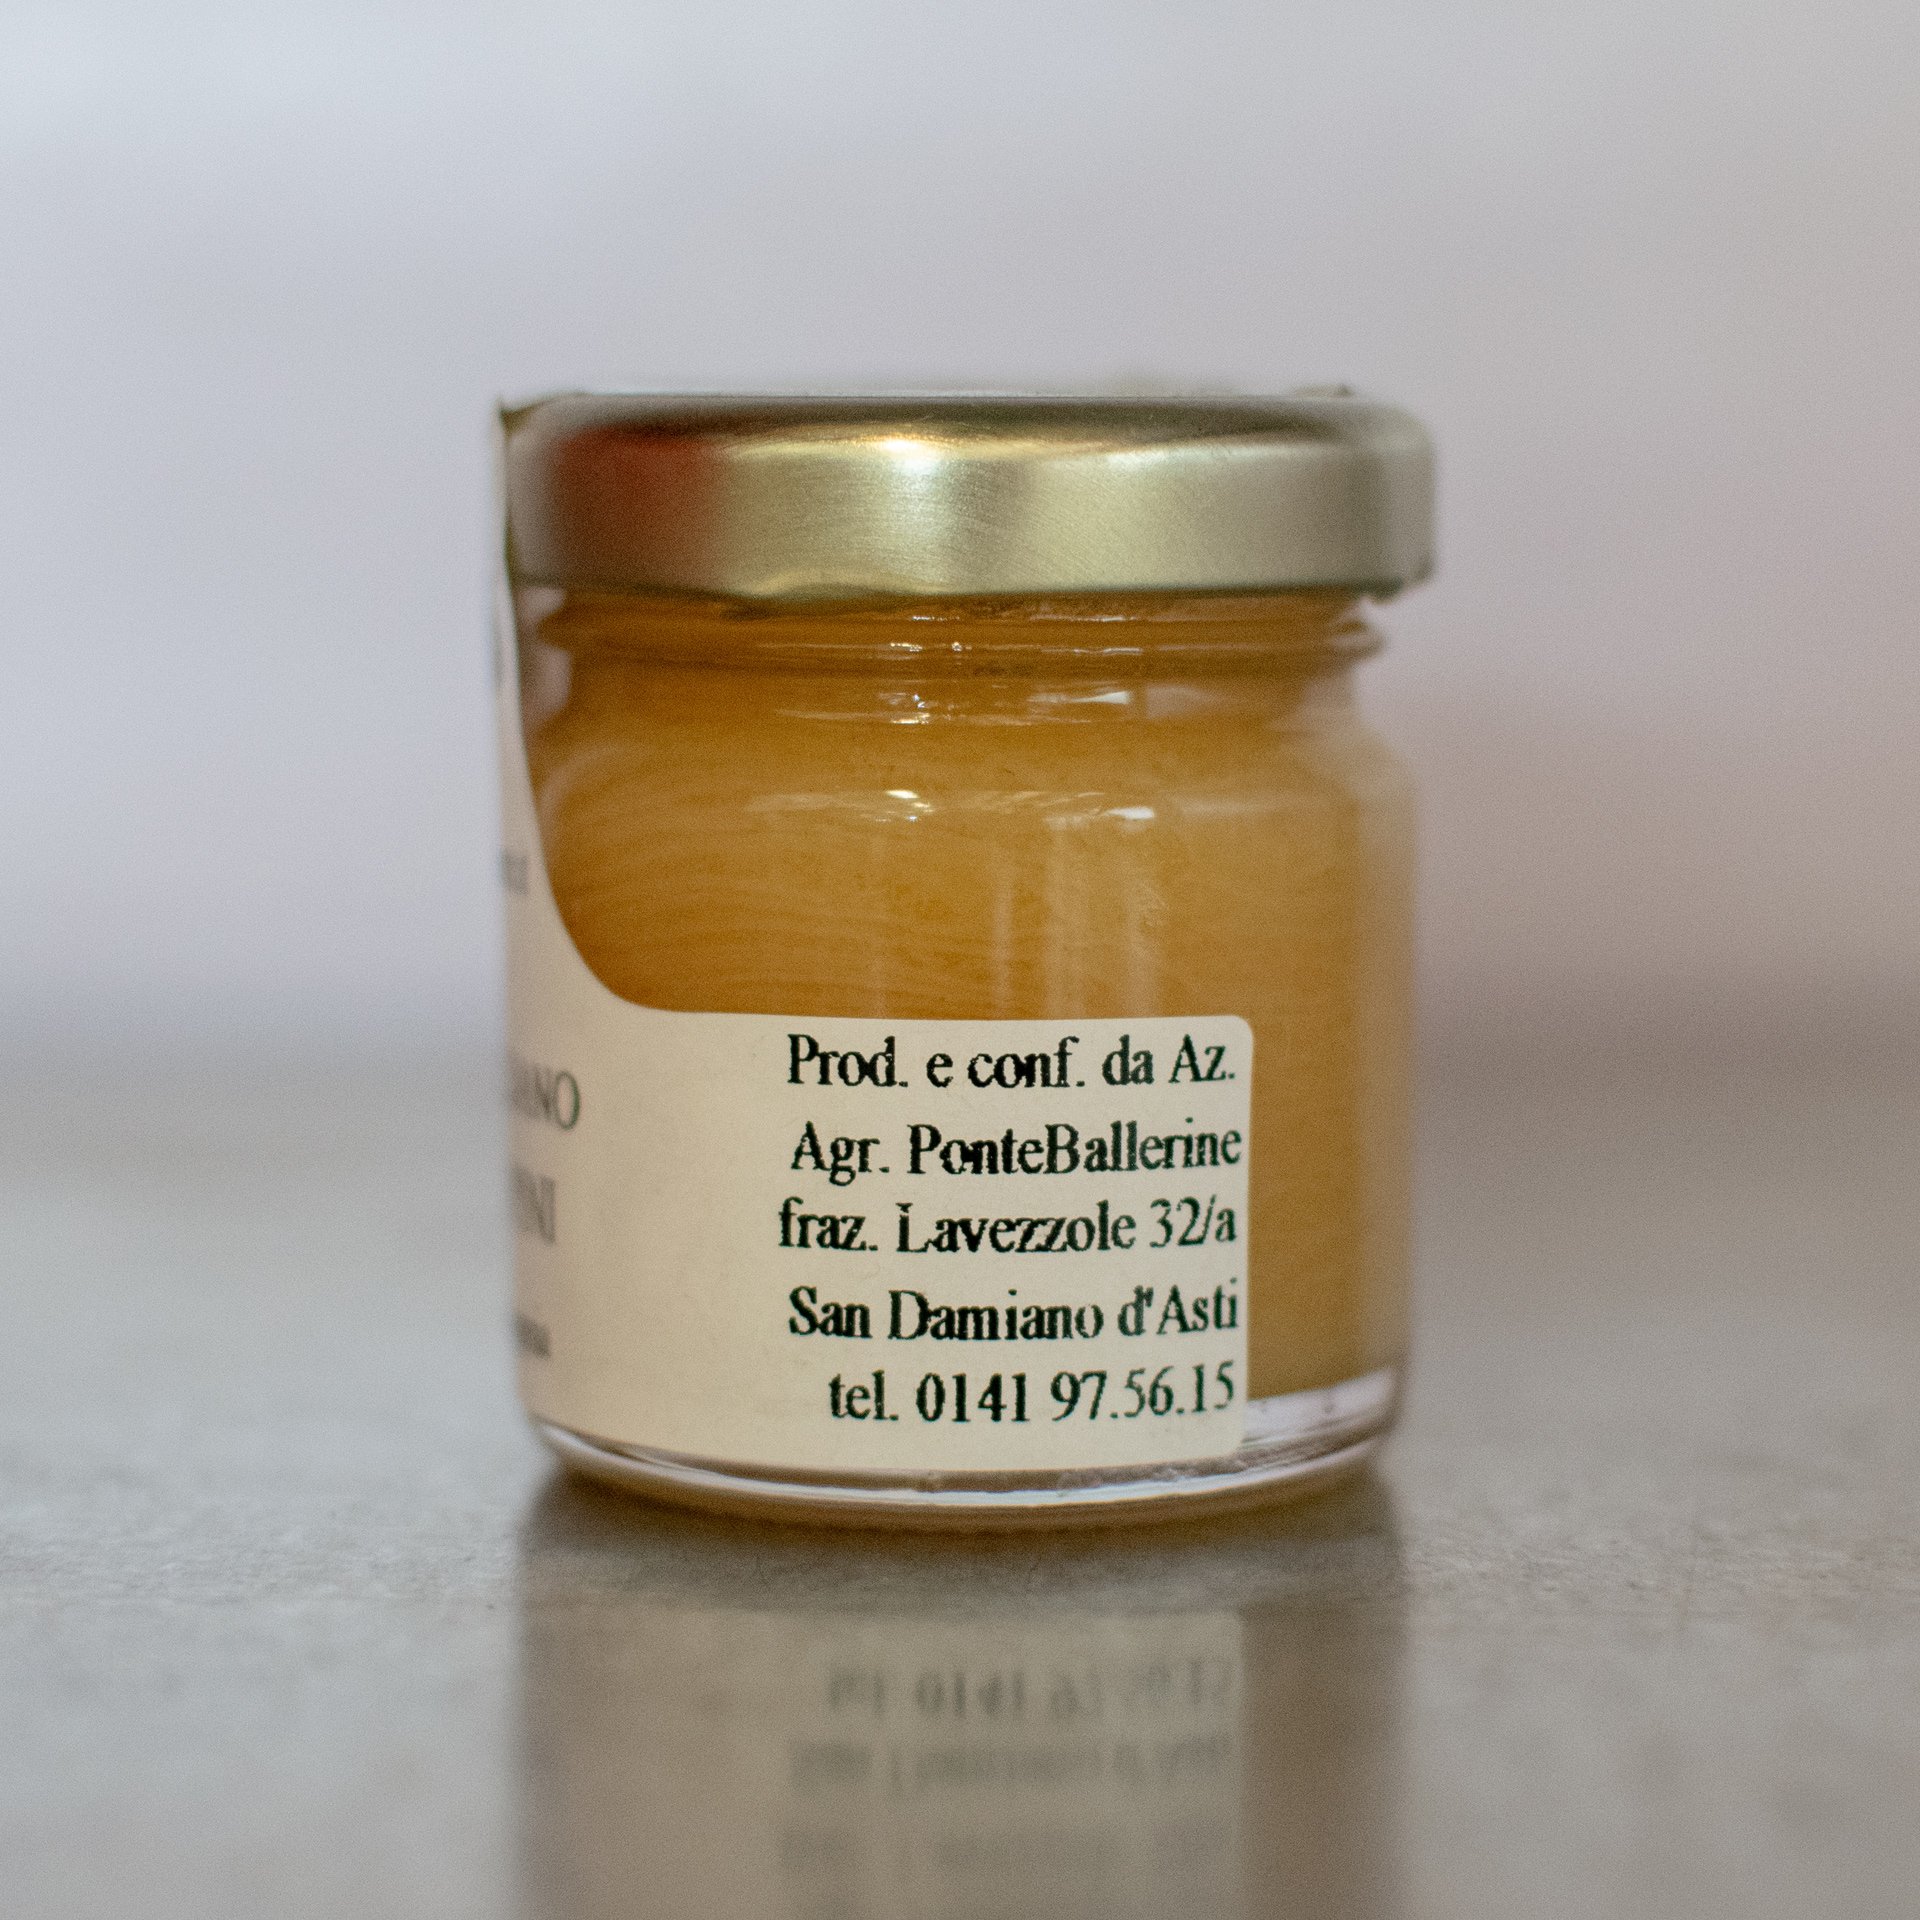 Prod. e conf. da Az.
Agr. PonteBallerine
fraz. Lavezzole 32/a
San Damiano d'Asti
tel. 0141 97.56.15